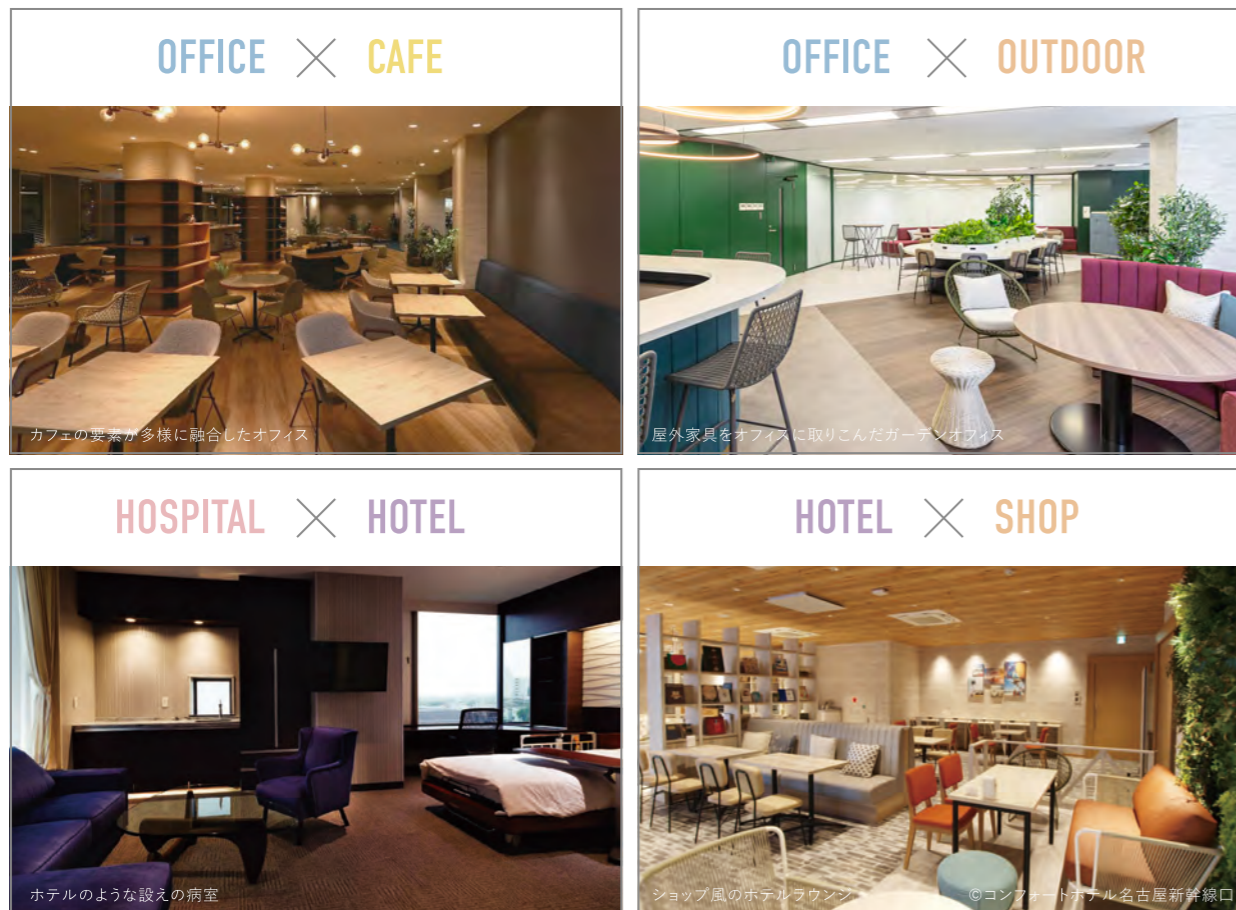 OFFICE × CAFE
カフェの要素が多様に融合したオフィス
OFFICE × OUTDOOR
屋外家具をオフィスに取りこんだガーデンオフィス
HOSPITAL × HOTEL
ホテルのような設えの病室
HOTEL × SHOP
ショップ風のホテルラウンジ
©コンフォートホテル名古屋新幹線口